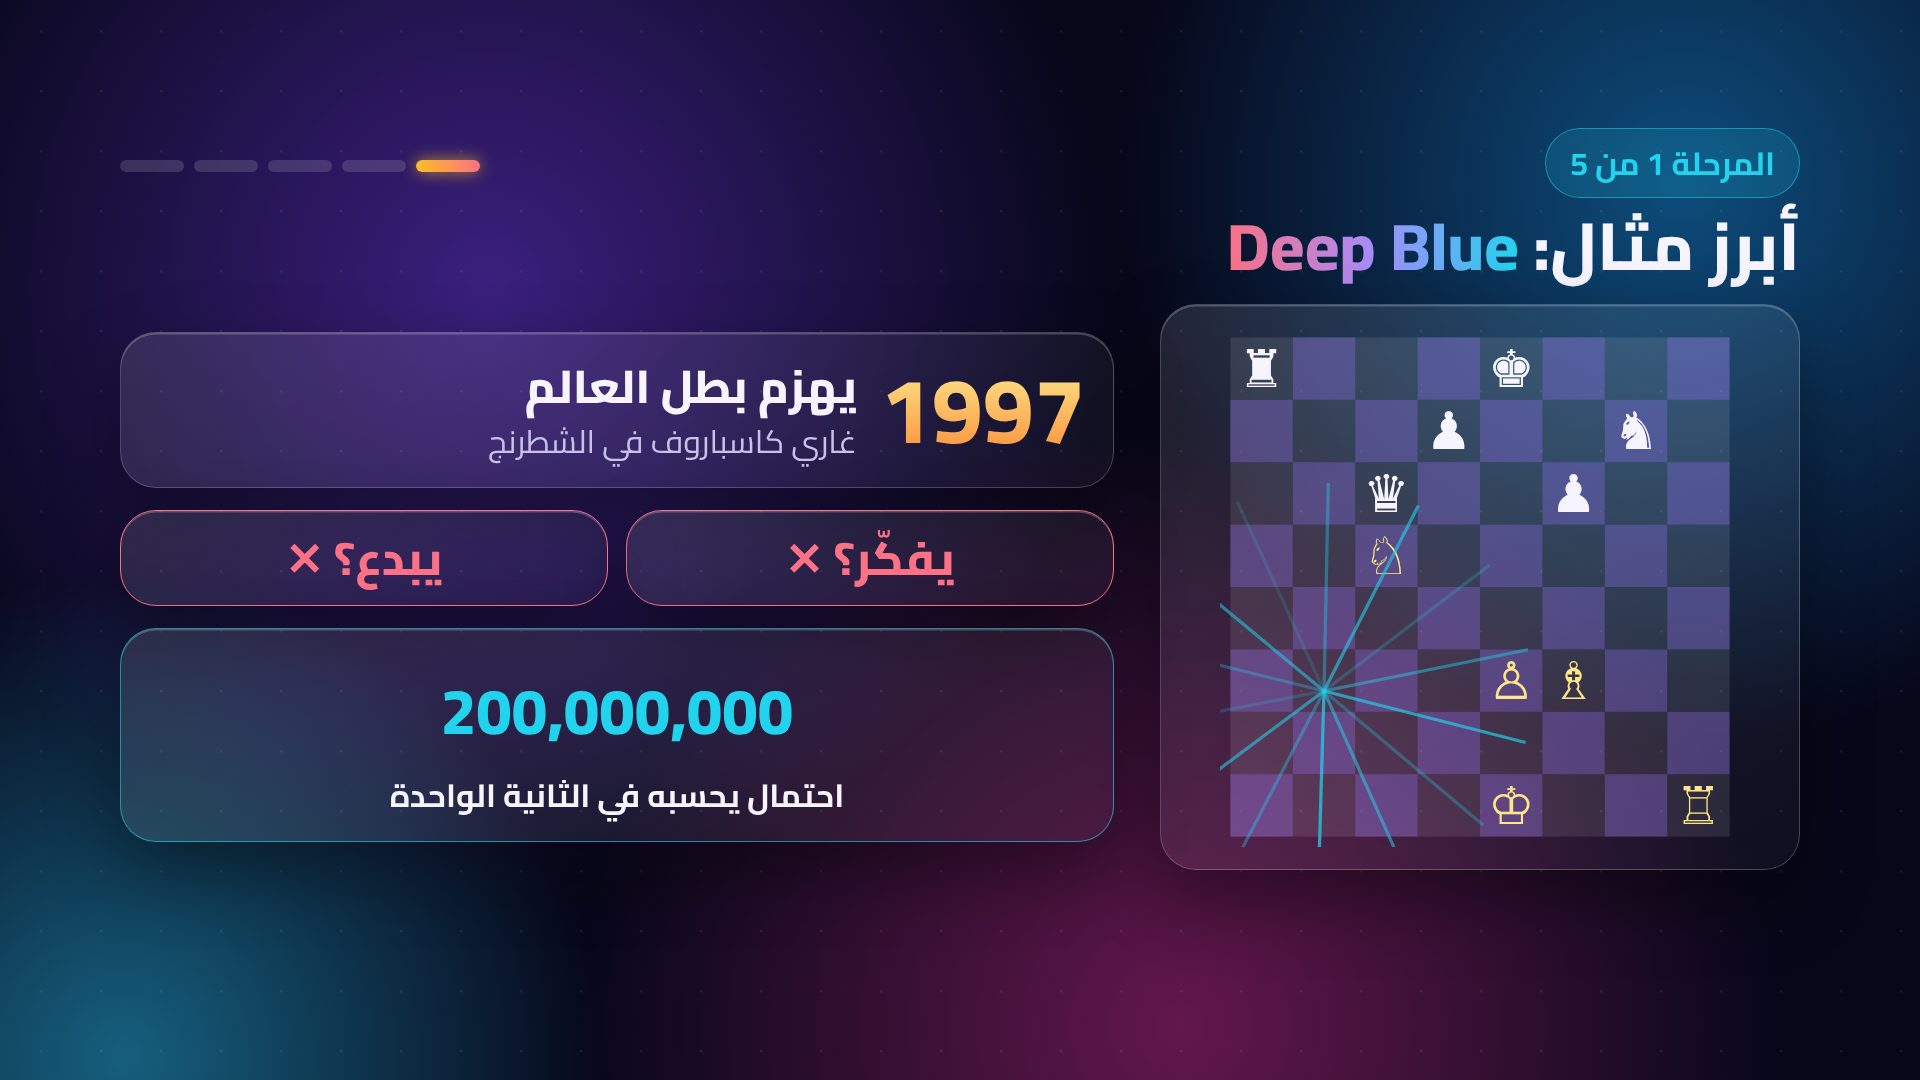 المرحلة 1 من 5
أبرز مثال: Deep Blue
1997
يهزم بطل العالم
غاري كاسباروف في الشطرنج
يفكّر؟ ✕
يبدع؟ ✕
200,000,000
احتمال يحسبه في الثانية الواحدة